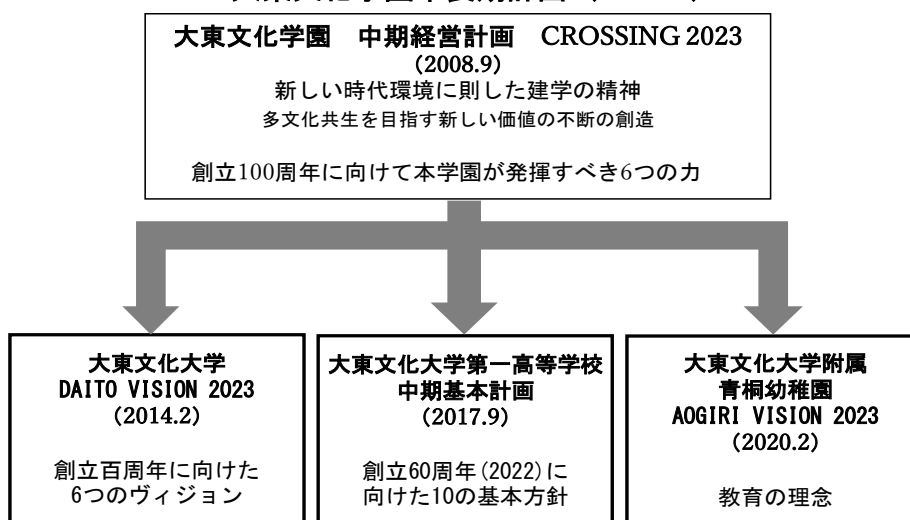 大東文化学園　中期経営計画　CROSSING 2023
(2008.9)
新しい時代環境に則した建学の精神
多文化共生を目指す新しい価値の不断の創造
創立100周年に向けて本学園が発揮すべき6つの力
大東文化大学
DAITO VISION 2023
(2014.2)
創立百周年に向けた
6つのヴィジョン
大東文化大学第一高等学校
中期基本計画
(2017.9)
創立60周年(2022)に
向けた10の基本方針
大東文化大学附属
青桐幼稚園
AOGIRI VISION 2023
(2020.2)
教育の理念